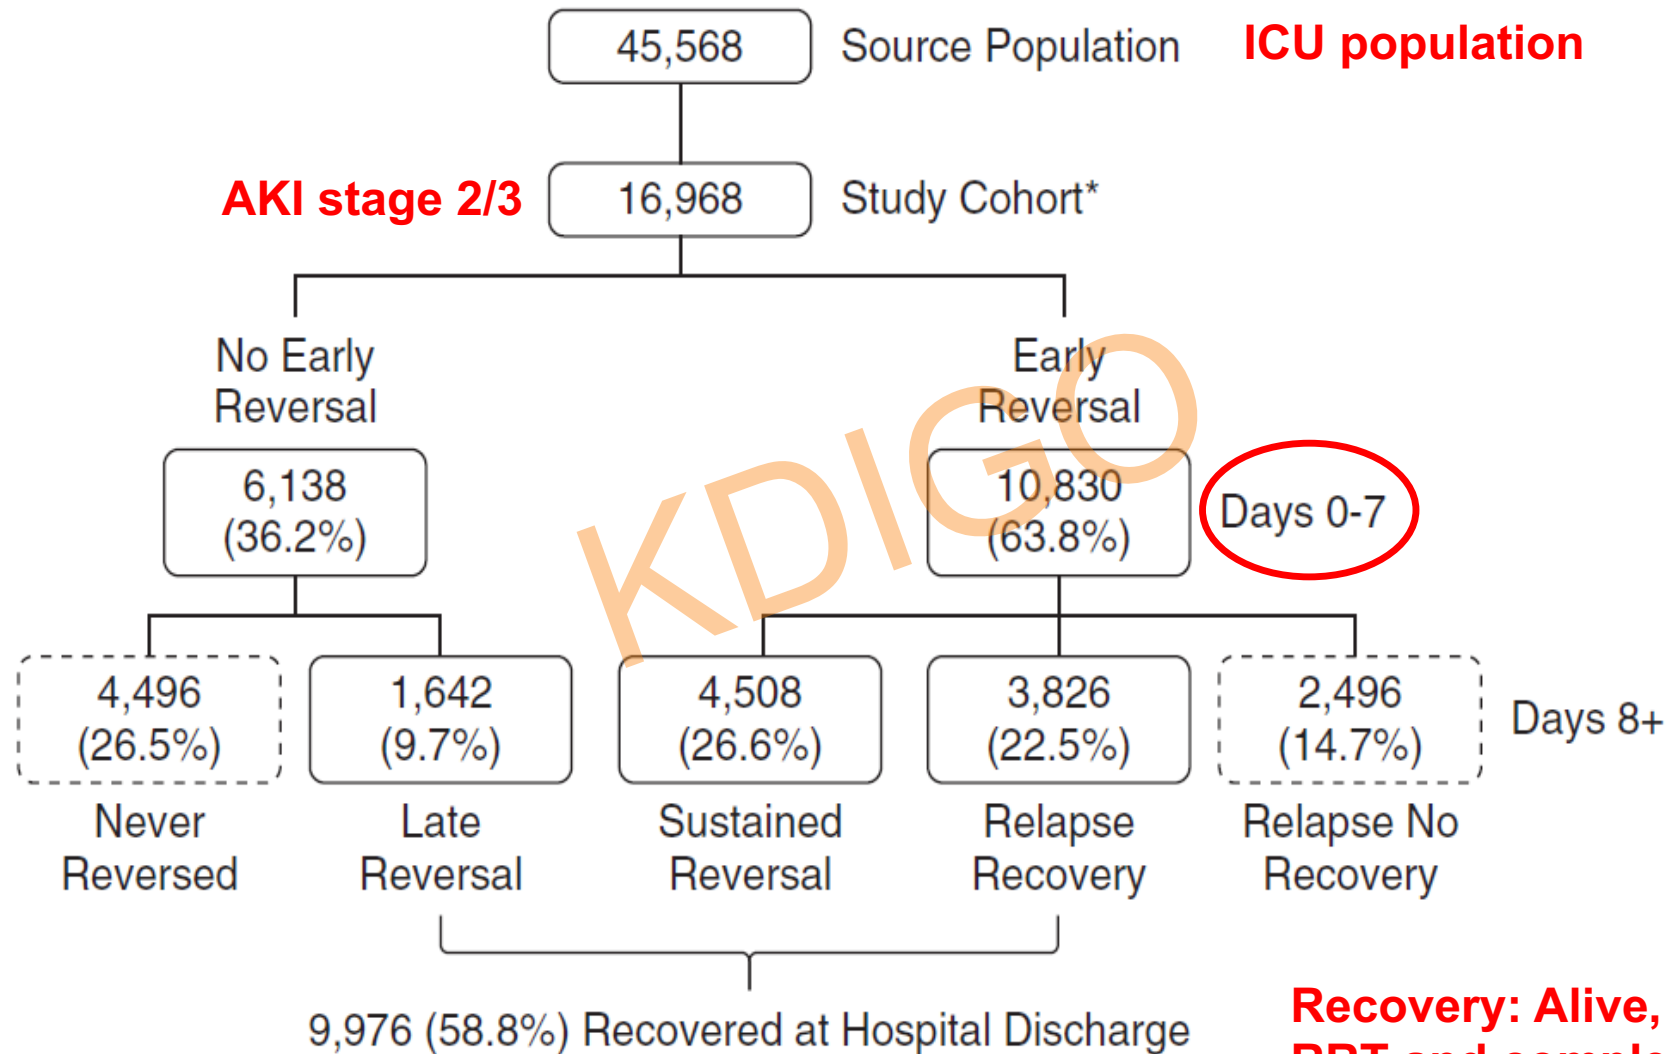 45,568
Source Population
ICU population
AKI stage 2/3
16,968
Study Cohort*
No Early
Reversal
Early
Reversal
6,138
(36.2%)
10,830
(63.8%)
Days 0-7
KDIGO
4,496
(26.5%)
1,642
(9.7%)
4,508
(26.6%)
3,826
(22.5%)
2,496
(14.7%)
Days 8+
Never
Reversed
Late
Reversal
Sustained
Reversal
Relapse
Recovery
Relapse No
Recovery
9,976 (58.8%) Recovered at Hospital Discharge
Recovery: Alive,